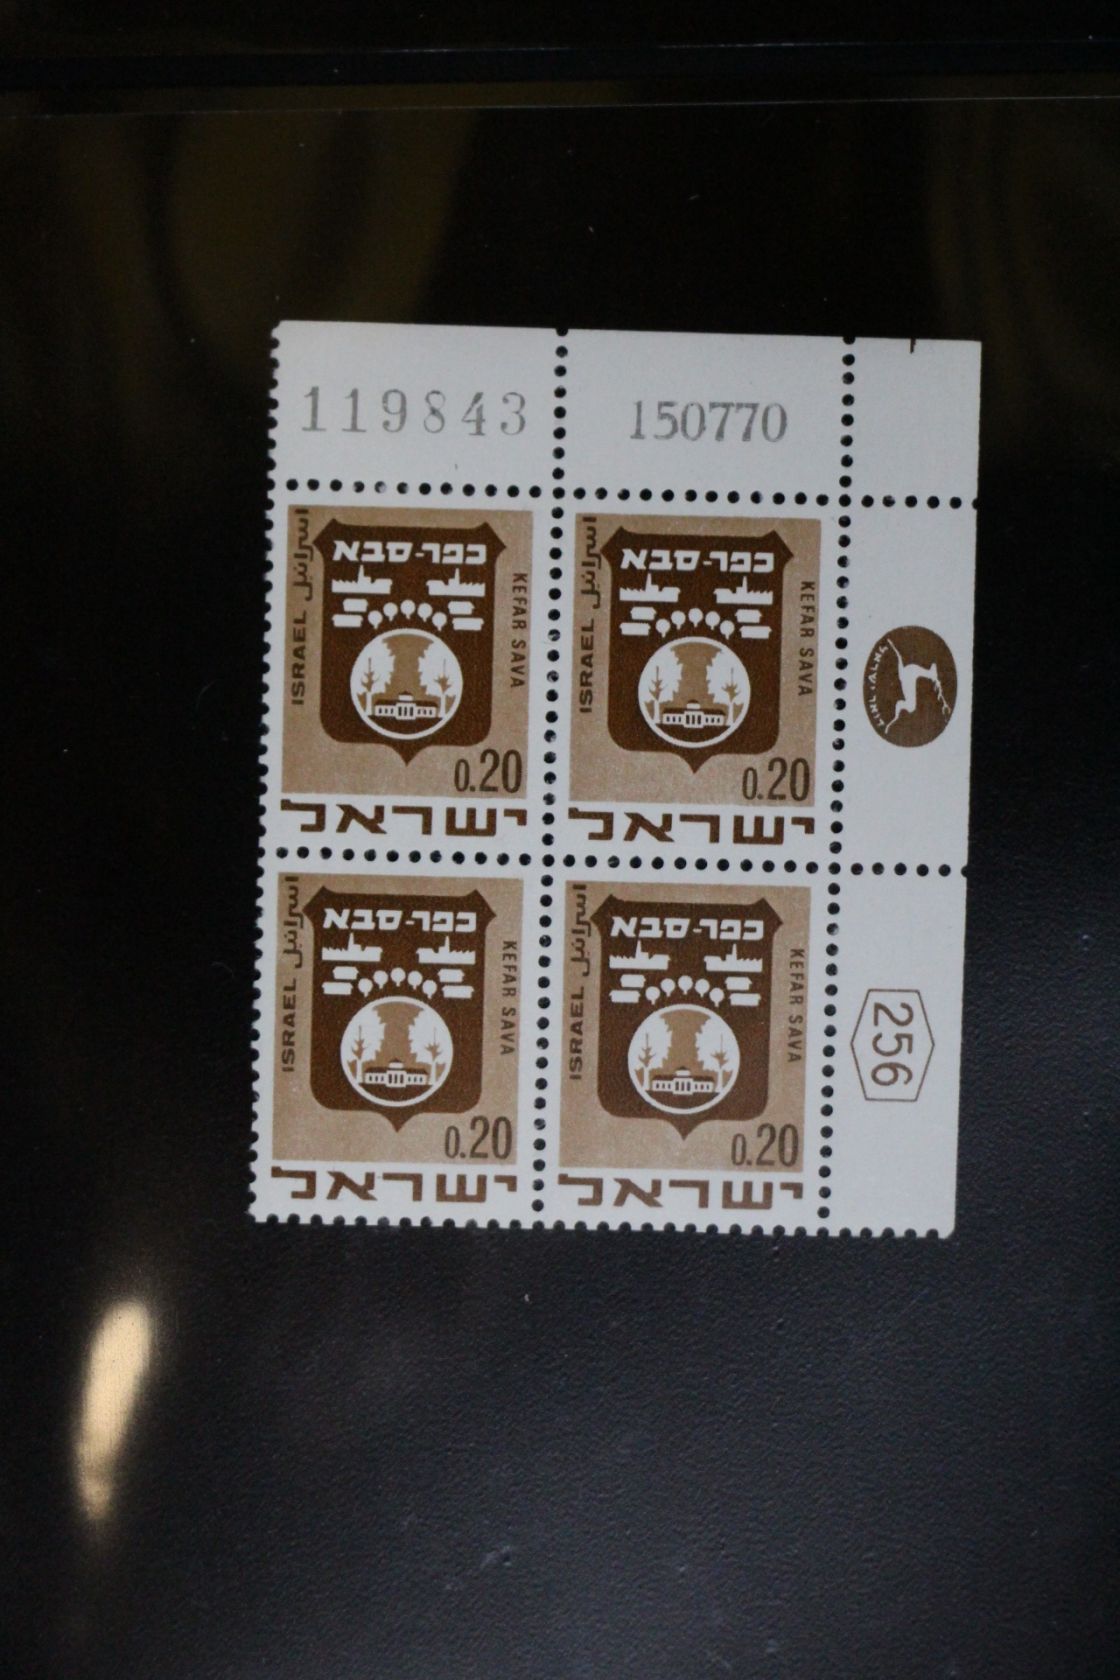 119843 150770
اسرائيل
ISRAEL
כפר-סבא
KEFAR SAVA
0.20
ישראל
اسرائيل
ISRAEL
כפר-סבא
KEFAR SAVA
0.20
ישראל
اسرائيل
ISRAEL
כפר-סבא
KEFAR SAVA
0.20
ישראל
اسرائيل
ISRAEL
כפר-סבא
KEFAR SAVA
0.20
ישראל
256